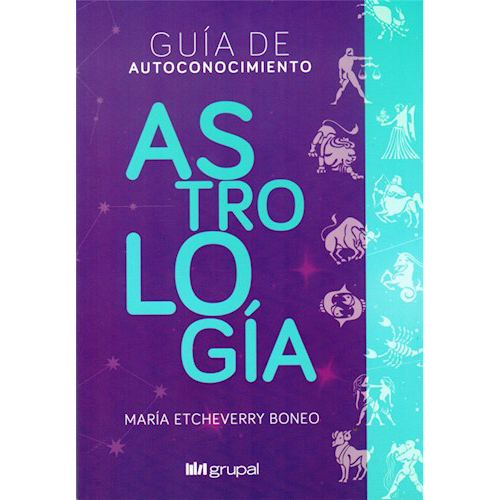 GUÍA DE
AUTOCONOCIMIENTO
AS
TRO
LO
GÍA
MARÍA ETCHEVERRY BONEO
grupal